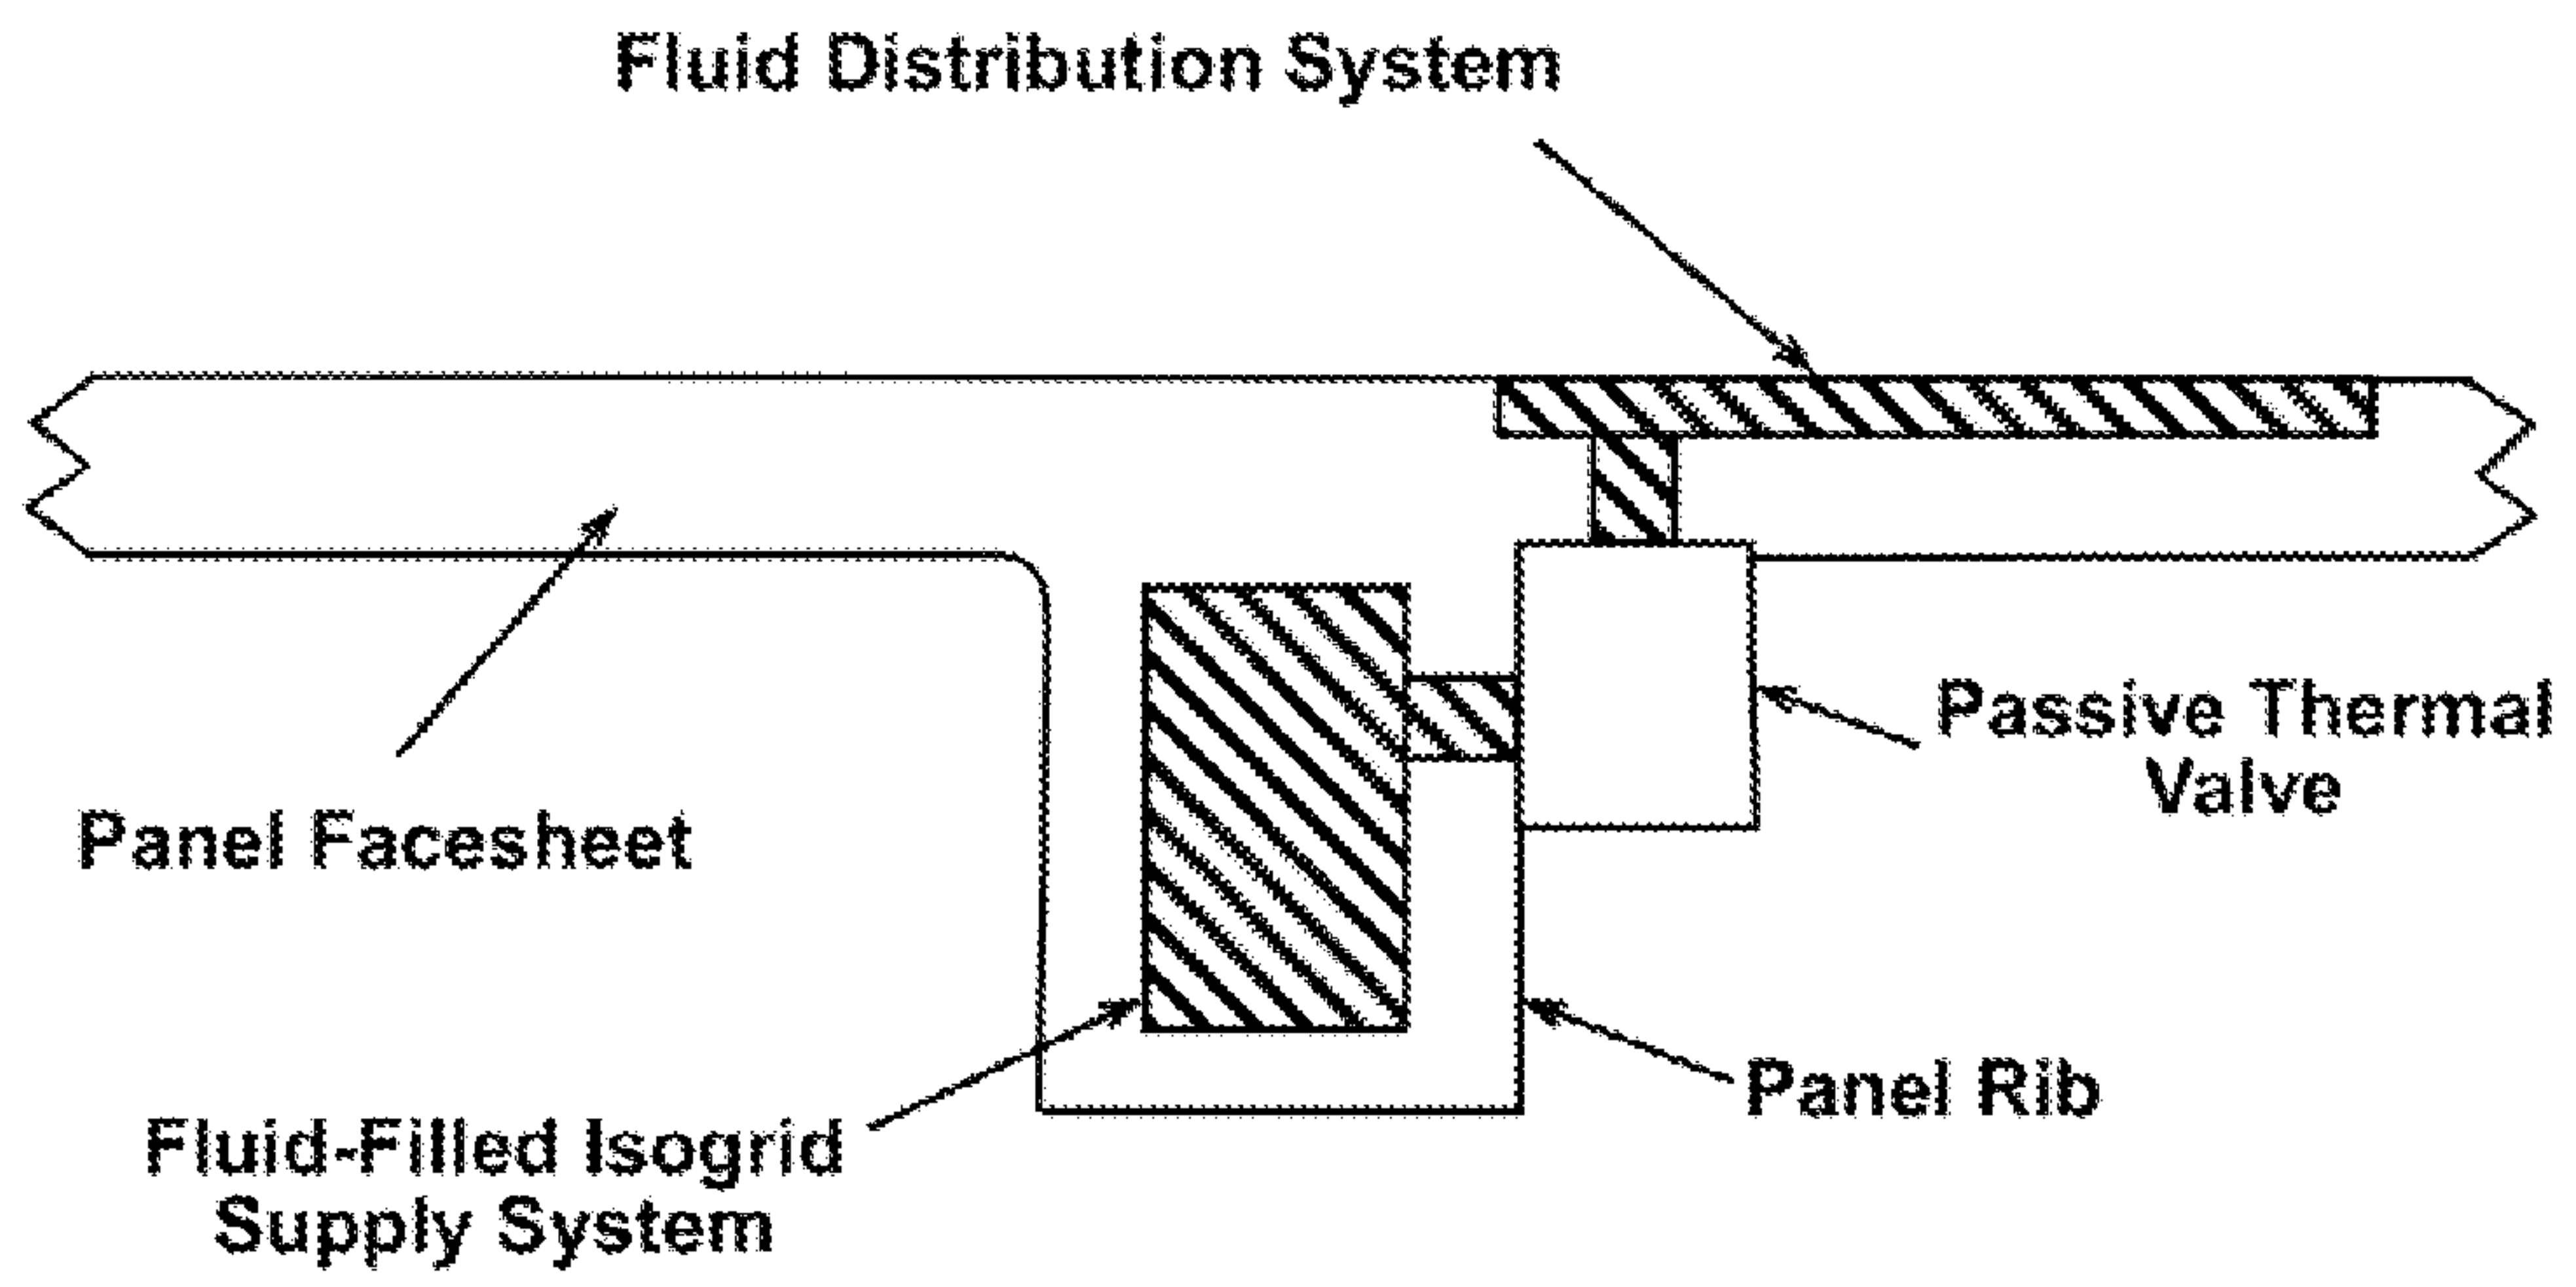 Fluid Distribution System
Passive Thermal
Valve
Panel Facesheet
Panel Rib
Fluid-Filled Isogrid
Supply System